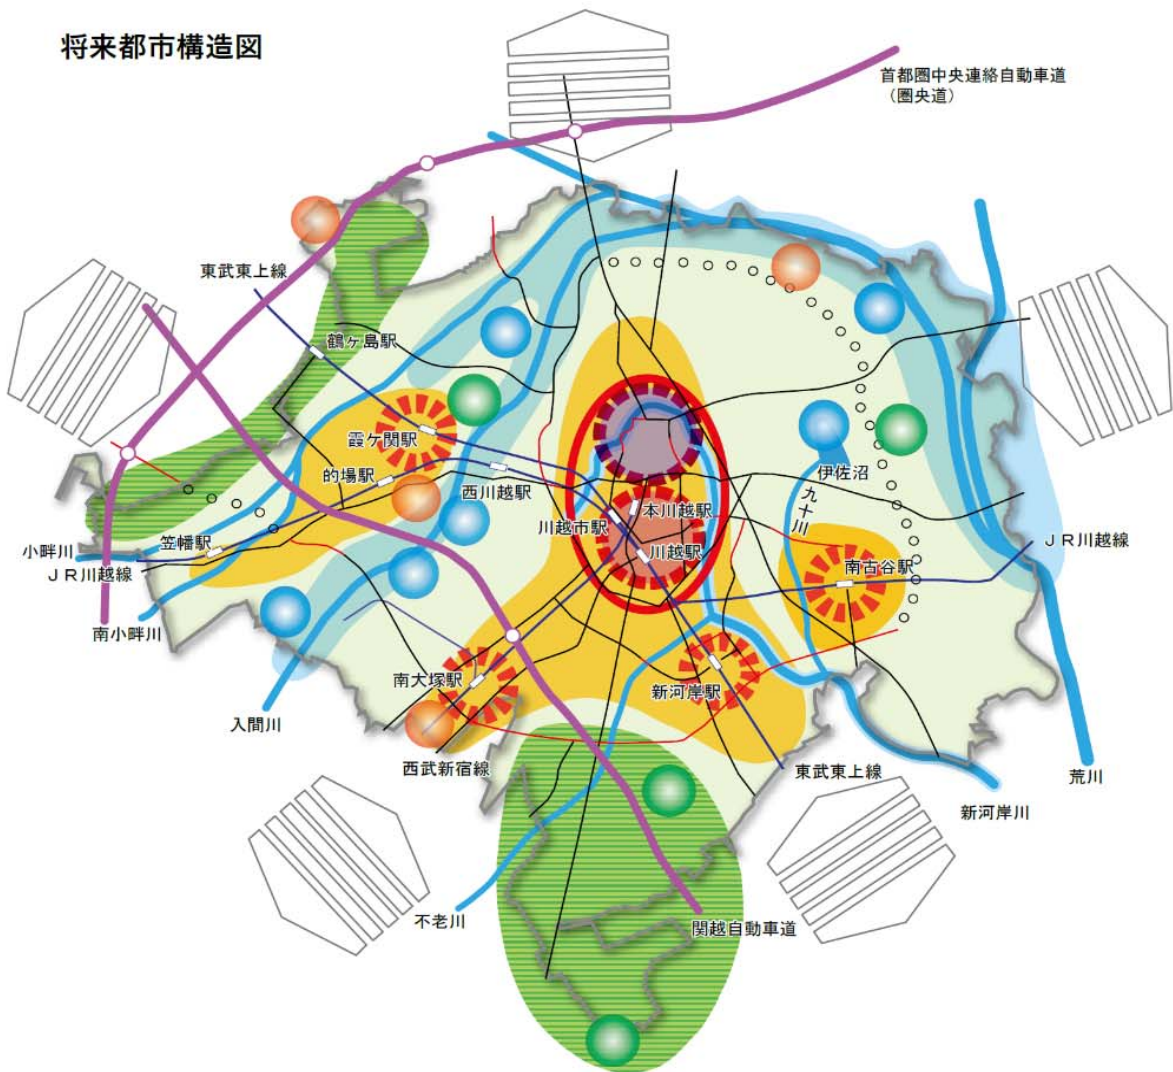 将来都市構造図
首都圏中央連絡自動車道
（圏央道）
東武東上線
鶴ヶ島駅
霞ケ関駅
的場駅
西川越駅
伊佐沼
九十川
本川越駅
川越市駅
川越駅
小畔川
笠幡駅
ＪＲ川越線
ＪＲ川越線
南古谷駅
南小畔川
南大塚駅
新河岸駅
入間川
西武新宿線
東武東上線
荒川
新河岸川
不老川
関越自動車道